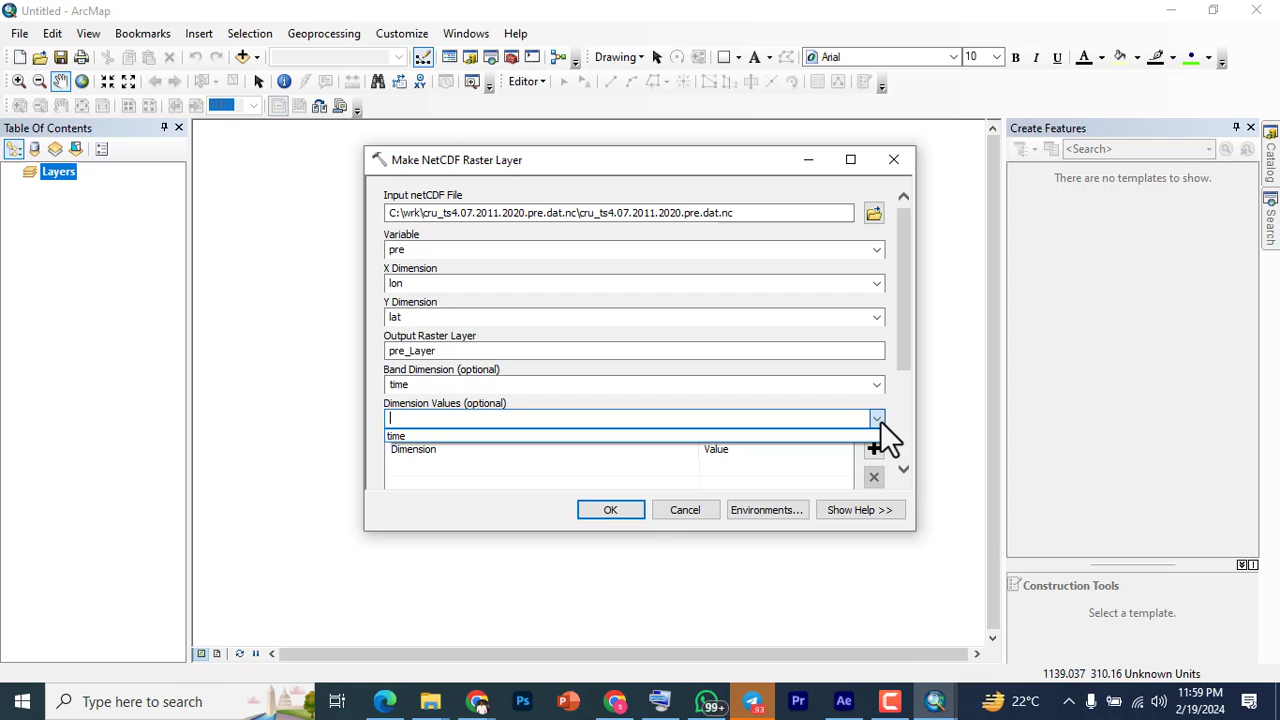 Untitled - ArcMap
File Edit View Bookmarks Insert Selection Geoprocessing Customize Windows Help
Drawing Arial 10 B I U A
Editor
Table Of Contents
Layers
Make NetCDF Raster Layer
Input netCDF File
C:\wrk\cru_ts4.07.2011.2020.pre.dat.nc\cru_ts4.07.2011.2020.pre.dat.nc
Variable
pre
X Dimension
lon
Y Dimension
lat
Output Raster Layer
pre_Layer
Band Dimension (optional)
time
Dimension Values (optional)
time
Dimension Value
OK Cancel Environments... Show Help >>
Create Features
<Search>
There are no templates to show.
Construction Tools
Select a template.
Catalog
Search
1139.037 310.16 Unknown Units
Type here to search
Ps
99+
93
Pr
Ae
22°C
11:59 PM
2/19/2024